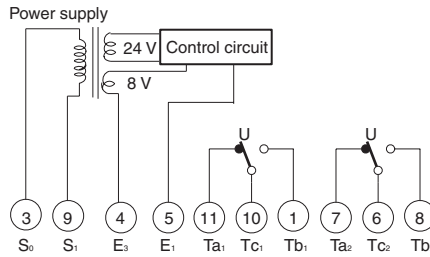 Power supply
24 V
Control circuit
8 V
U
U
3 9 4 5 11 10 1 7 6 8
S₀ S₁ E₃ E₁ Ta₁ Tc₁ Tb₁ Ta₂ Tc₂ Tb